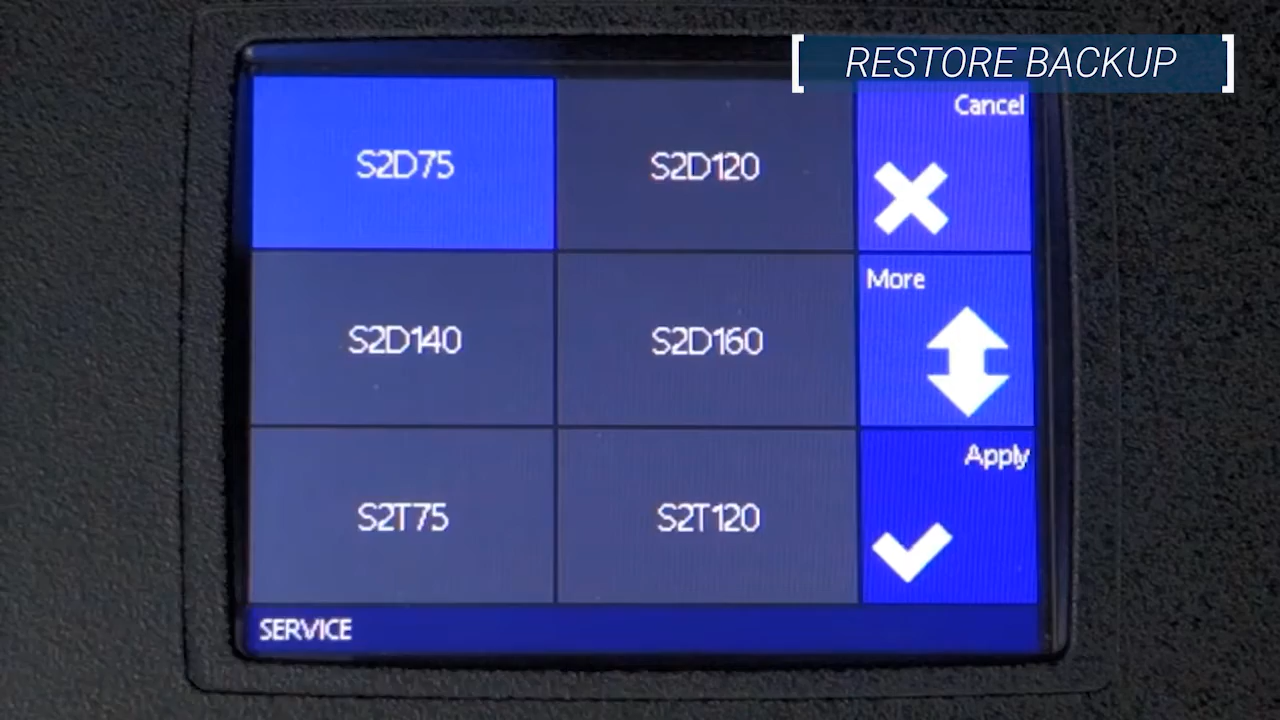 RESTORE BACKUP
S2D75
S2D120
Cancel
S2D140
S2D160
More
S2T75
S2T120
Apply
SERVICE